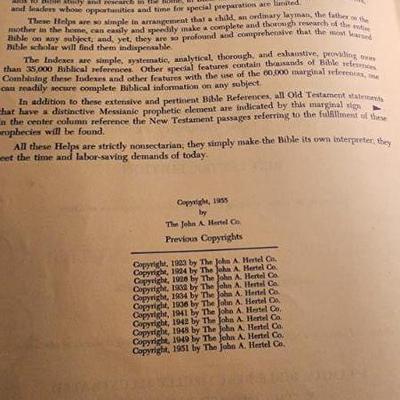 aids to Bible study and research in the home, in
and leaders whose opportunities and time for special preparation are limited.
These Helps are so simple in arrangement that a child, an ordinary layman, the father or the
mother in the home, can easily and speedily make a complete and thorough research of the entire
Bible on any subject; and, yet, they are so profound and comprehensive that the most learned
Bible scholar will find them indispensable.
The Indexes are simple, systematic, analytical, thorough, and exhaustive, providing more
than 35,000 Biblical references. Other special features contain thousands of Bible references.
Combining these Indexes and other features with the use of the 60,000 marginal references, one
can readily secure complete Biblical information on any subject.
In addition to these extensive and pertinent Bible References, all Old Testament statements
that have a distinctive Messianic prophetic element are indicated by this marginal sign
in the center column reference the New Testament passages referring to the fulfillment of these
prophecies will be found.
All these Helps are strictly nonsectarian; they simply make the Bible its own interpreter; they
eet the time and labor-saving demands of today.
Copyright, 1955
by
The John A. Hertel Co.
Previous Copyrights
Copyright, 1923 by The John A. Hertel Co.
Copyright, 1924 by The John A. Hertel Co.
Copyright, 1928 by The John A. Hertel Co.
Copyright, 1932 by The John A. Hertel Co.
Copyright, 1934 by The John A. Hertel Co.
Copyright, 1936 by The John A. Hertel Co.
Copyright, 1941 by The John A. Hertel Co.
Copyright, 1942 by The John A. Hertel Co.
Copyright, 1948 by The John A. Hertel Co.
Copyright, 1949 by The John A. Hertel Co.
Copyright, 1951 by The John A. Hertel Co.